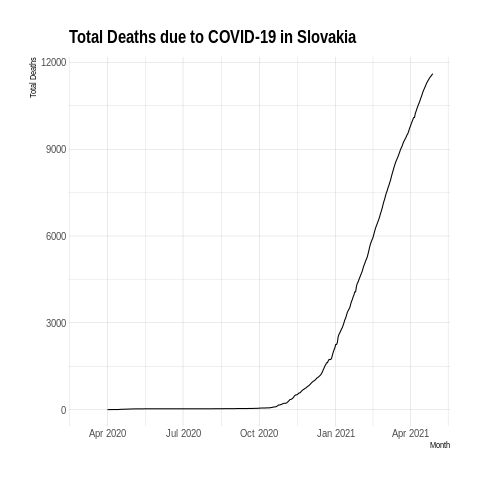 Total Deaths due to COVID-19 in Slovakia
Total Deaths
12000
9000
6000
3000
0
Apr 2020 Jul 2020 Oct 2020 Jan 2021 Apr 2021
Month